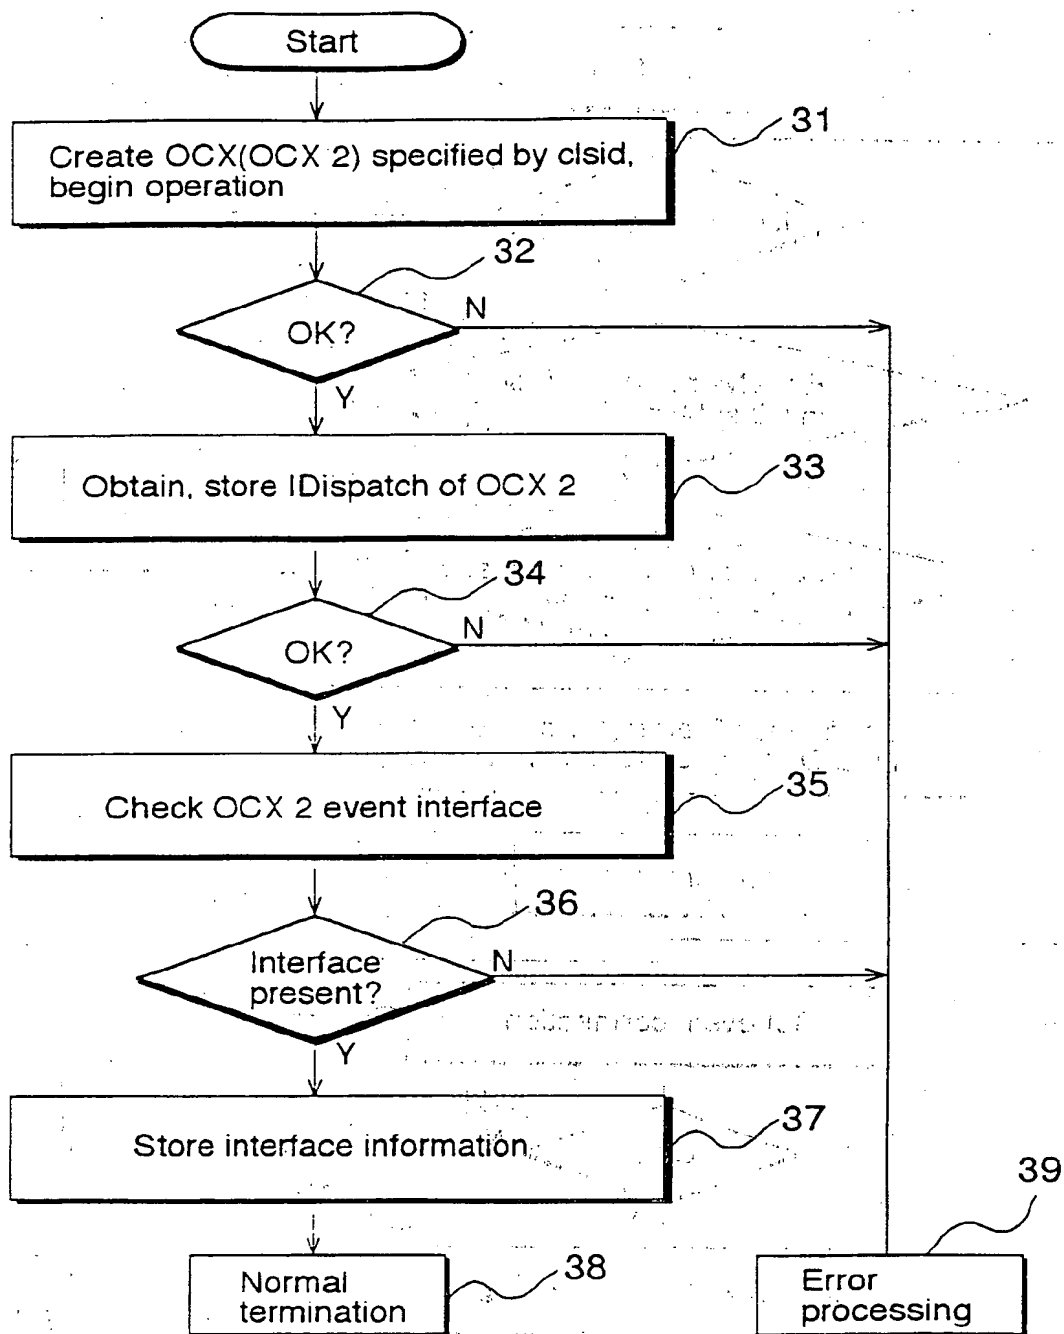 Start
31
Create OCX(OCX 2) specified by clsid,
begin operation
32
N
OK?
Y
33
Obtain, store IDispatch of OCX 2
34
N
OK?
Y
35
Check OCX 2 event interface
36
Interface
present?
N
Y
37
Store interface information
39
38
Normal
termination
Error
processing